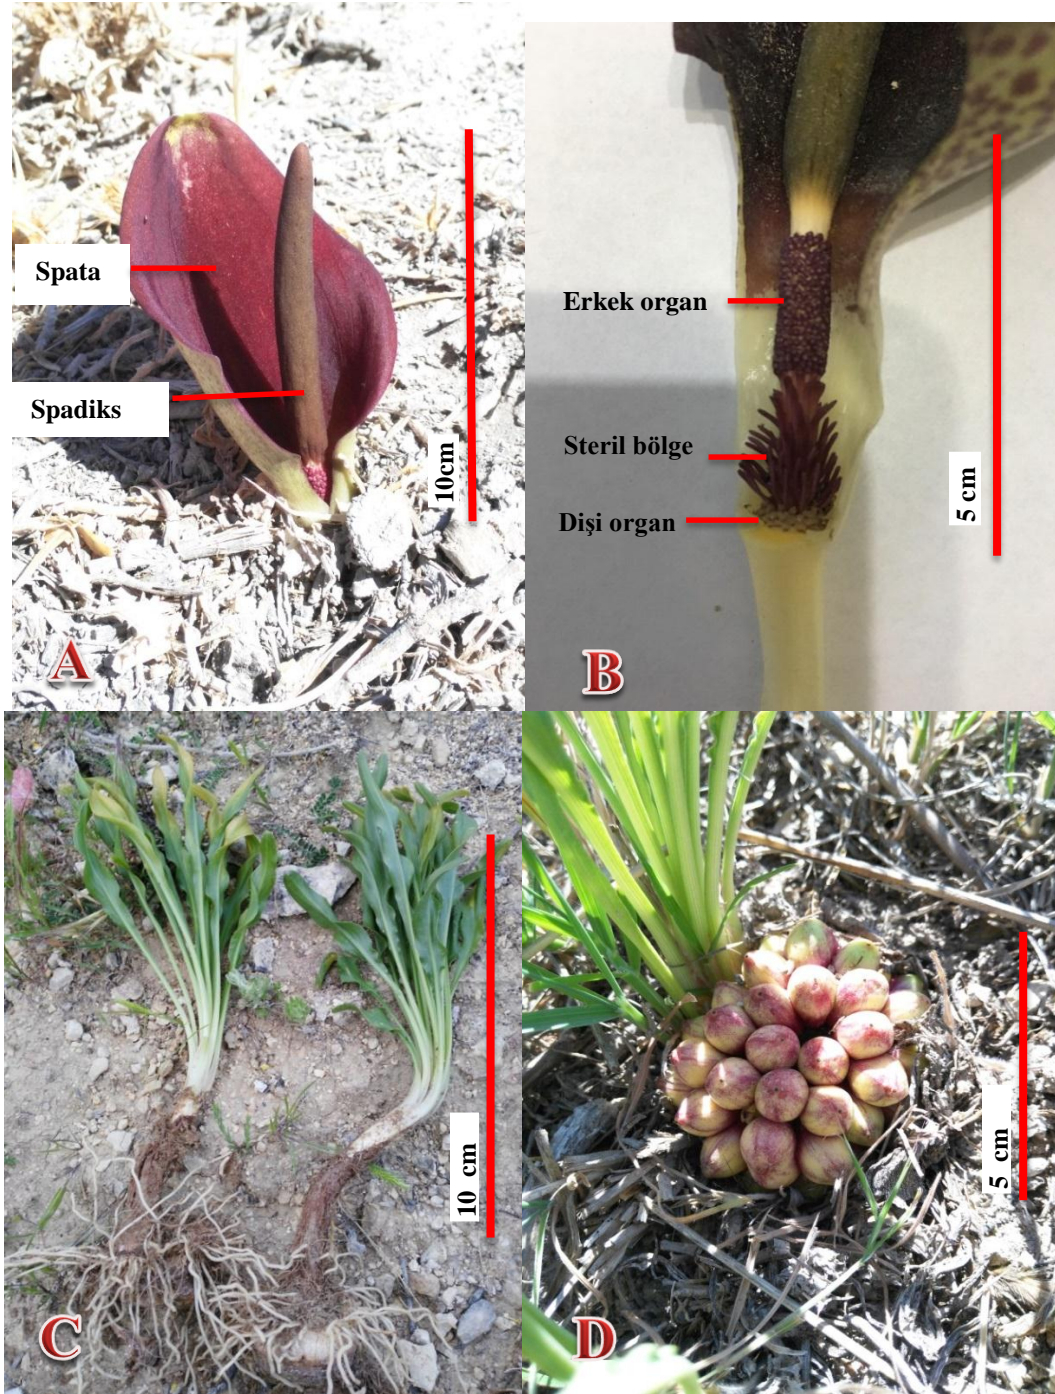 Spata
Spadiks
10cm
A
Erkek organ
Steril bölge
Dişi organ
5 cm
B
10 cm
C
5 cm
D